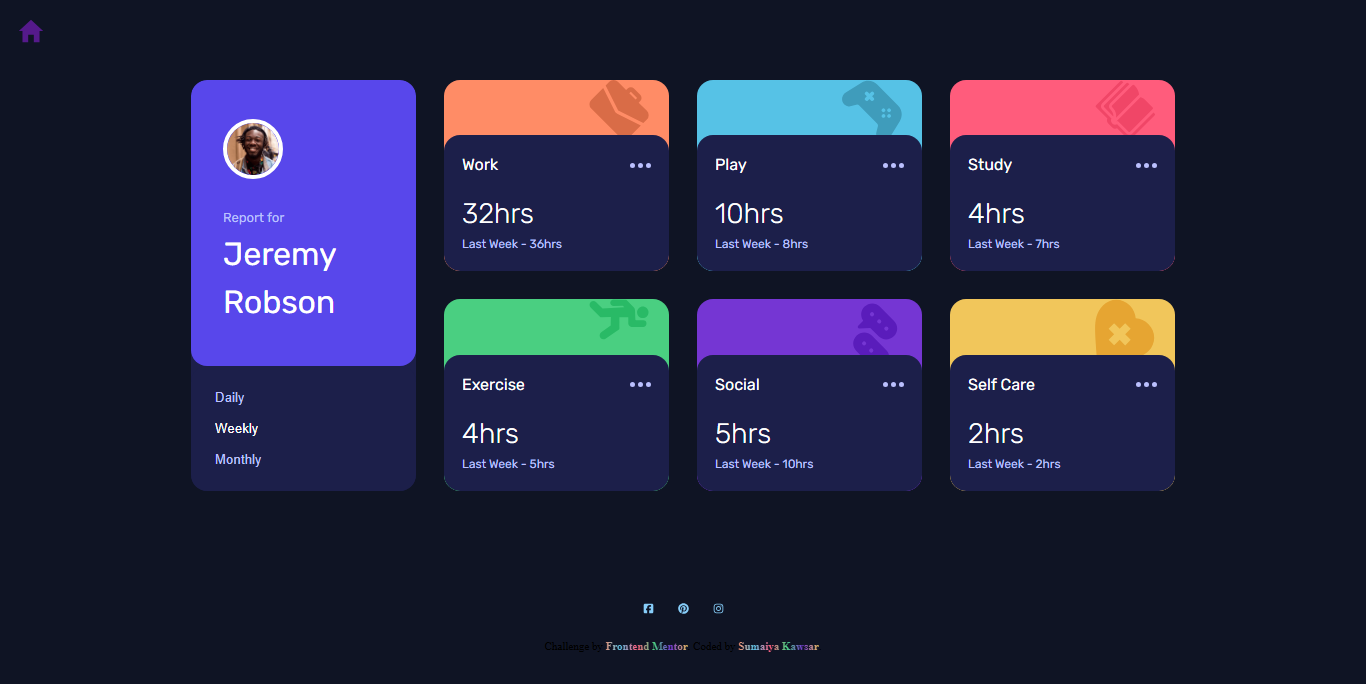 Report for
Jeremy
Robson
Daily
Weekly
Monthly
Work
32hrs
Last Week - 36hrs
Play
10hrs
Last Week - 8hrs
Study
4hrs
Last Week - 7hrs
Exercise
4hrs
Last Week - 5hrs
Social
5hrs
Last Week - 10hrs
Self Care
2hrs
Last Week - 2hrs
Challenge by Frontend Mentor. Coded by Sumaiya Kawsar